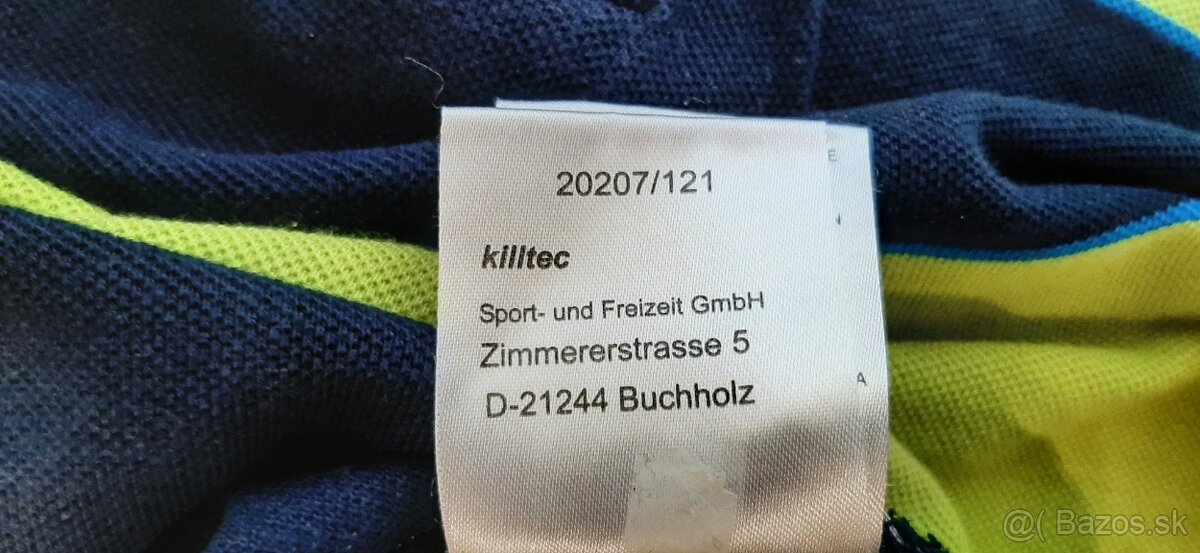 20207/121
killtec
Sport- und Freizeit GmbH
Zimmererstrasse 5
D-21244 Buchholz
E
A
@( Bazos.sk